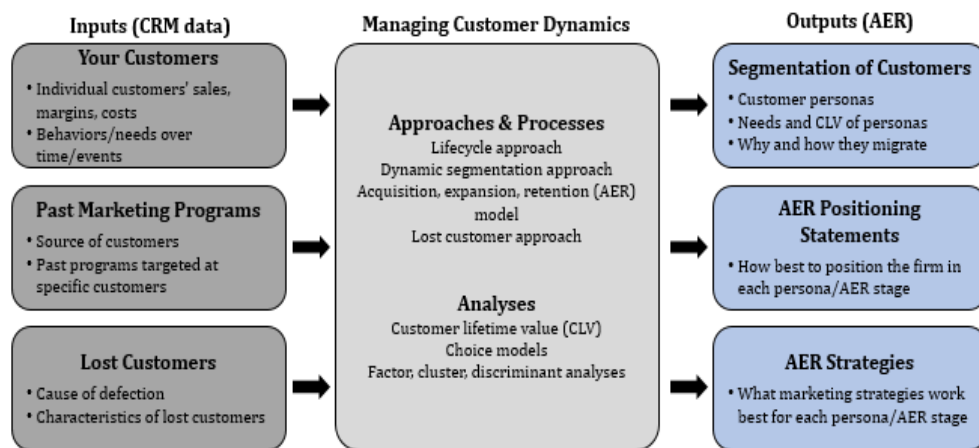 Inputs (CRM data)
Your Customers
• Individual customers' sales,
margins, costs
• Behaviors/needs over
time/events
Past Marketing Programs
• Source of customers
• Past programs targeted at
specific customers
Lost Customers
• Cause of defection
• Characteristics of lost customers
Managing Customer Dynamics
Approaches & Processes
Lifecycle approach
Dynamic segmentation approach
Acquisition, expansion, retention (AER)
model
Lost customer approach
Analyses
Customer lifetime value (CLV)
Choice models
Factor, cluster, discriminant analyses
Outputs (AER)
Segmentation of Customers
• Customer personas
• Needs and CLV of personas
• Why and how they migrate
AER Positioning
Statements
• How best to position the firm in
each persona/AER stage
AER Strategies
• What marketing strategies work
best for each persona/AER stage